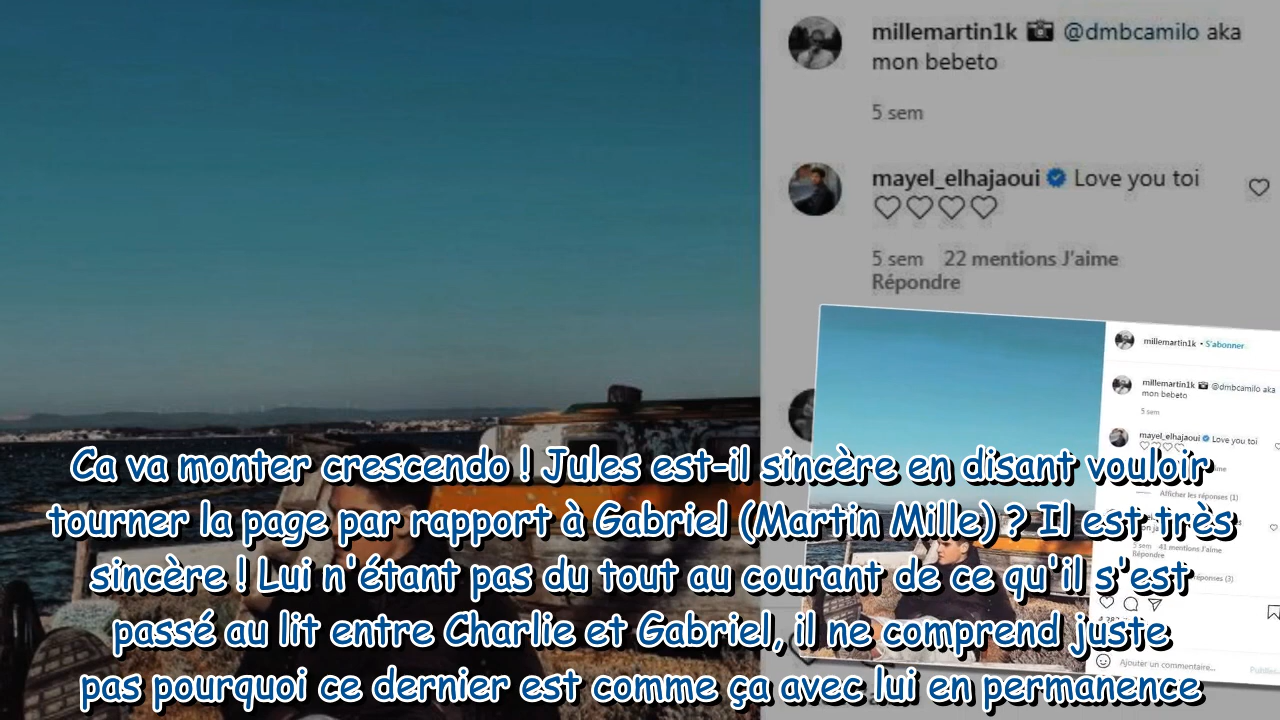 millemartin1k 📷 @dmbcamilo aka
mon bebeto
5 sem
mayel_elhajaoui Love you toi
♡♡♡♡
5 sem 22 mentions J'aime
Répondre
millemartin1k • S'abonner
millemartin1k 📷 @dmbcamilo aka
mon bebeto
5 sem
mayel_elhajaoui Love you toi
♡♡♡♡
Afficher les réponses (1)
5 sem 41 mentions J'aime
Répondre
réponses (3)
Ajouter un commentaire...
Publier
Ca va monter crescendo ! Jules est-il sincère en disant vouloir
tourner la page par rapport à Gabriel (Martin Mille) ? Il est très
sincère ! Lui n'étant pas du tout au courant de ce qu'il s'est
passé au lit entre Charlie et Gabriel, il ne comprend juste
pas pourquoi ce dernier est comme ça avec lui en permanence